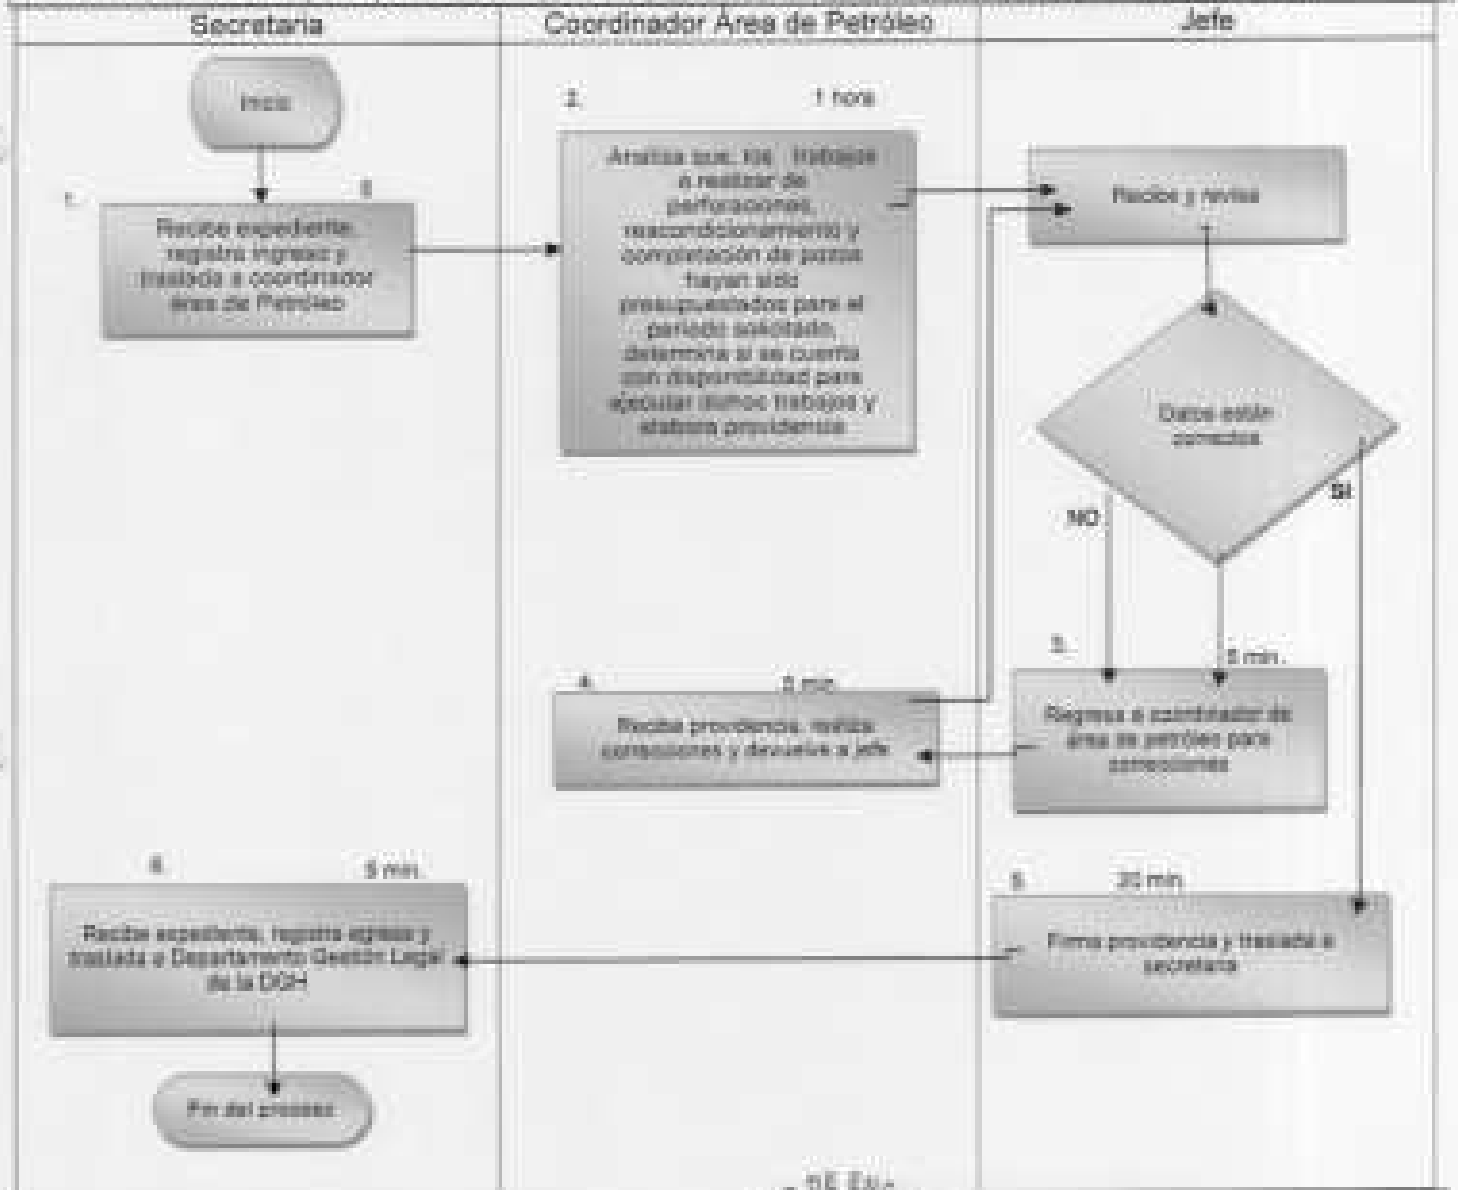 Secretaria
Coordinador Área de Petróleo
Jefe
Inicio
1.
5
Recibe expediente,
registra ingreso y
traslada a coordinador
área de Petróleo
2.
1 hora
Analiza que, los trabajos
a realizar de
perforaciones,
reacondicionamiento y
completación de pozos
hayan sido
presupuestados para el
período solicitado,
determina si se cuenta
con disponibilidad para
ejecutar dichos trabajos y
elabora providencia
Recibe y revisa
Datos están
correctos
NO
SI
3.
5 min.
Regresa a coordinador de
área de petróleo para
correcciones
4.
min.
Recibe providencia, realiza
correcciones y devuelve a jefe
5.
20 min
Firma providencia y traslada a
secretaria
6.
5 min.
Recibe expediente, registra egreso y
traslada a Departamento Gestión Legal
de la DGH
Fin del proceso
DE